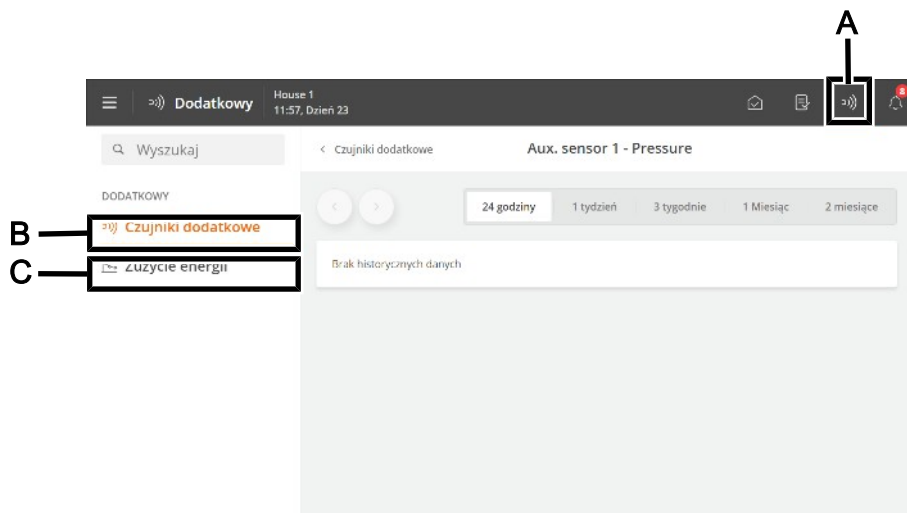 A
Dodatkowy
House 1
11:57, Dzień 23
8
Wyszukaj
Czujniki dodatkowe
Aux. sensor 1 - Pressure
DODATKOWY
24 godziny
1 tydzień
3 tygodnie
1 Miesiąc
2 miesiące
B
Czujniki dodatkowe
C
Zużycie energii
Brak historycznych danych